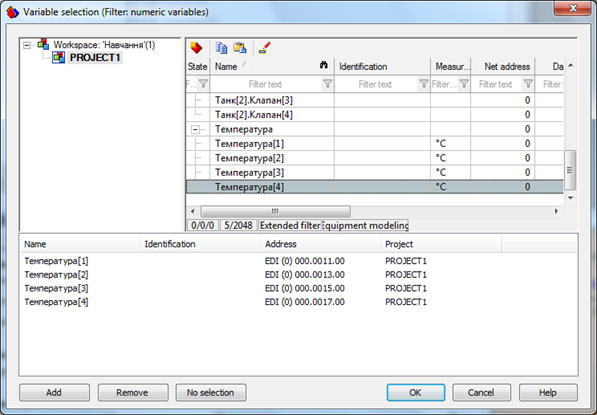 Variable selection (Filter: numeric variables)
Workspace: 'Навчання'(1)
PROJECT1
State Name Identification Measur... Net address Da
F... Filter text Filter text Filter... Filter text Filter t
Танк[2].Клапан[3] 0
Танк[2].Клапан[4] 0
Температура 0
Температура[1] °C 0
Температура[2] °C 0
Температура[3] °C 0
Температура[4] °C 0
0/0/0 5/2048 Extended filter Equipment modeling
Name Identification Address Project
Температура[1] EDI (0) 000.0011.00 PROJECT1
Температура[2] EDI (0) 000.0013.00 PROJECT1
Температура[3] EDI (0) 000.0015.00 PROJECT1
Температура[4] EDI (0) 000.0017.00 PROJECT1
Add Remove No selection OK Cancel Help